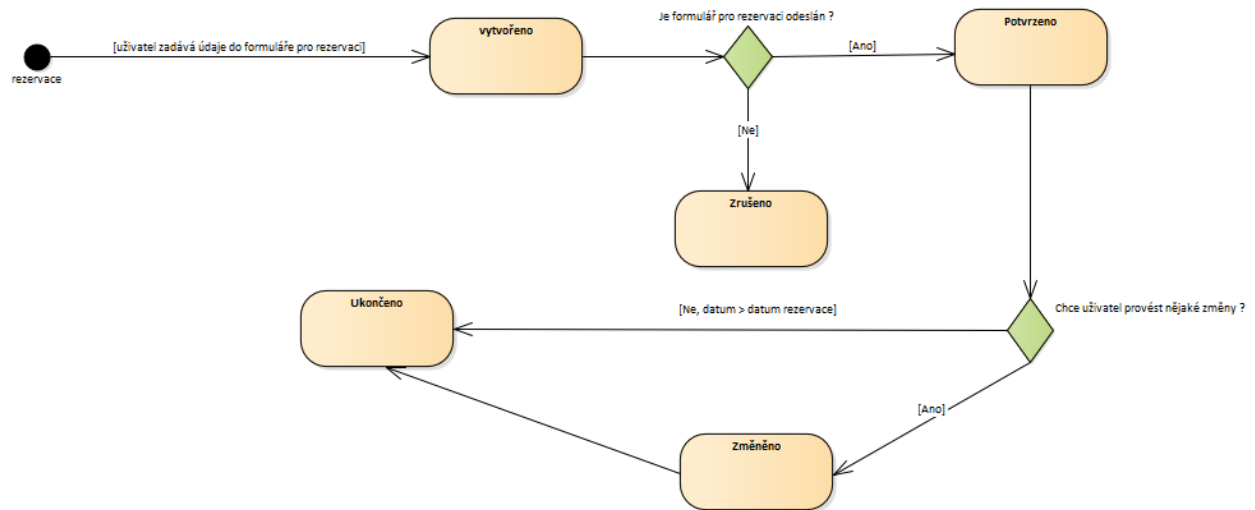 Je formulář pro rezervaci odeslán ?
Potvrzeno
vytvořeno
[uživatel zadává údaje do formuláře pro rezervaci]
[Ano]
rezervace
[Ne]
Zrušeno
Ukončeno
[Ne, datum > datum rezervace]
Chce uživatel provést nějaké změny ?
[Ano]
Změněno